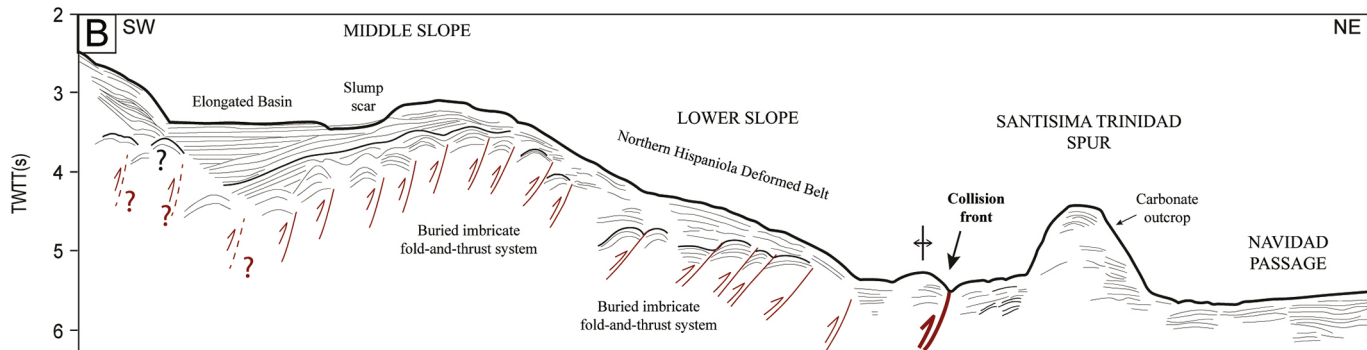 2
B
SW
NE
MIDDLE SLOPE
3
Elongated Basin
Slump
scar
LOWER SLOPE
SANTISIMA TRINIDAD
SPUR
Northern Hispaniola Deformed Belt
?
4
TWTT(s)
?
?
?
Buried imbricate
fold-and-thrust system
Collision
front
Carbonate
outcrop
5
NAVIDAD
PASSAGE
Buried imbricate
fold-and-thrust system
6